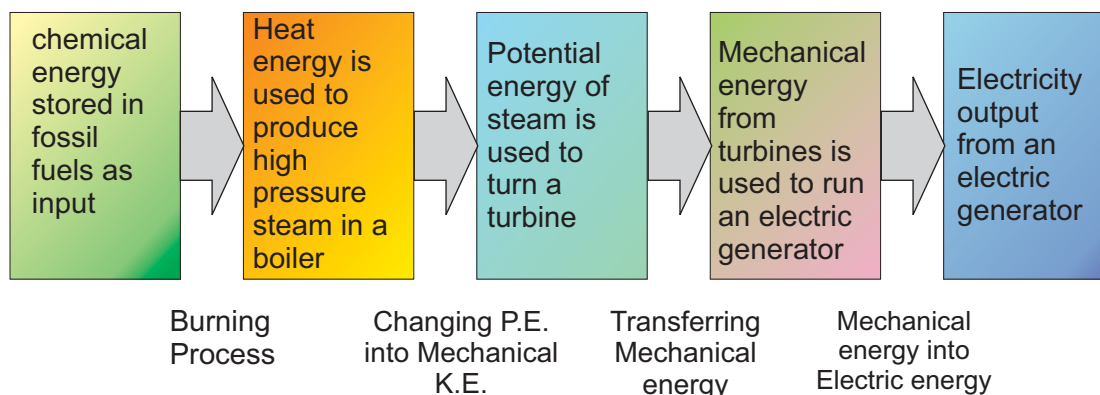 chemical
energy
stored in
fossil
fuels as
input
Heat
energy is
used to
produce
high
pressure
steam in a
boiler
Potential
energy of
steam is
used to
turn a
turbine
Mechanical
energy
from
turbines is
used to run
an electric
generator
Electricity
output
from an
electric
generator
Burning
Process
Changing P.E.
into Mechanical
K.E.
Transferring
Mechanical
energy
Mechanical
energy into
Electric energy